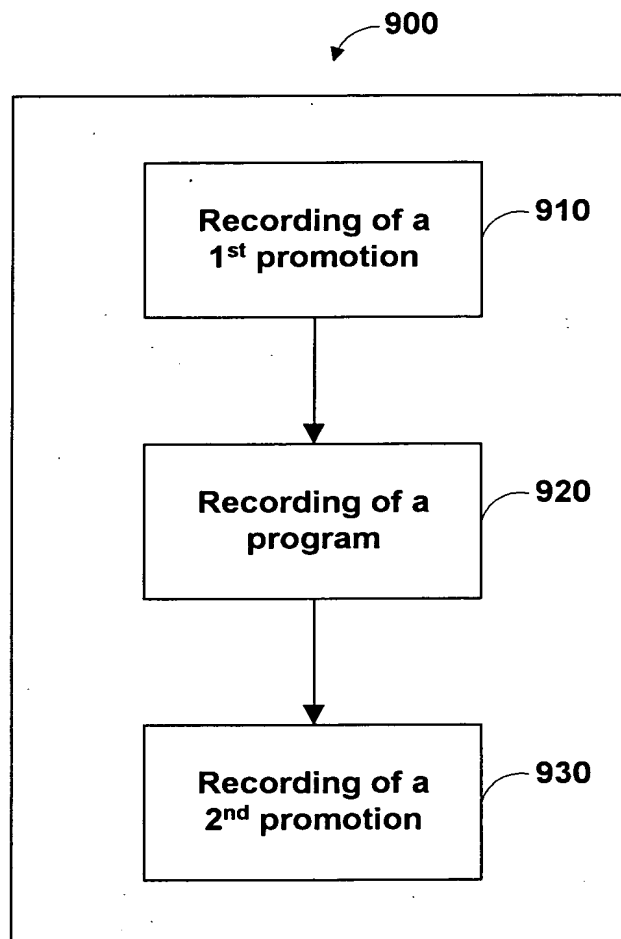 900
Recording of a
1st promotion
910
Recording of a
program
920
Recording of a
2nd promotion
930